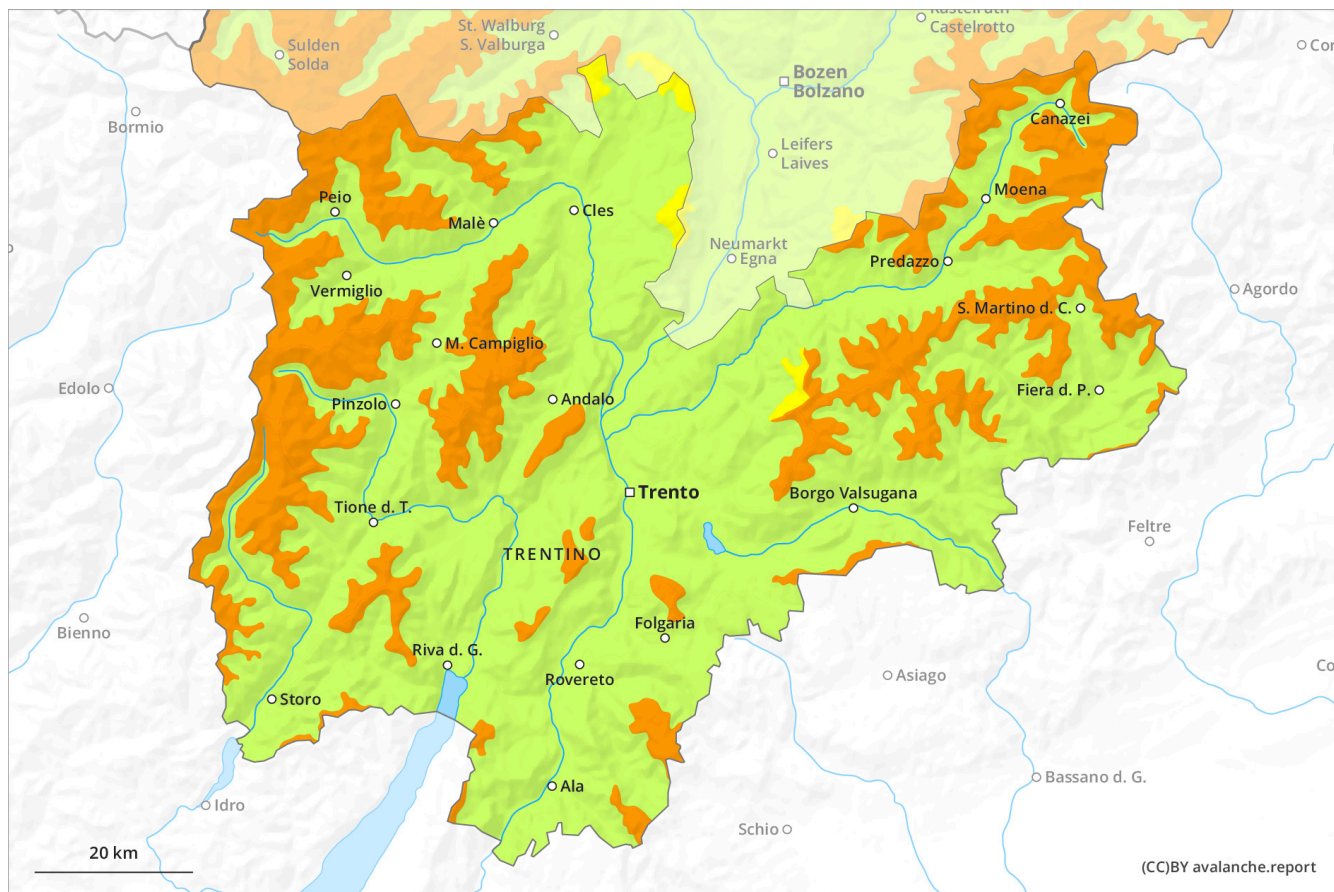 St. Walburg
S. Valburga
Castelrotto
Sulden
Solda
Bozen
Bolzano
Bormio
Canazei
Leifers
Laives
Peio
Moena
Malè
Cles
Neumarkt
Egna
Predazzo
Vermiglio
Agordo
S. Martino d. C.
M. Campiglio
Edolo
Fiera d. P.
Pinzolo
Andalo
Trento
Borgo Valsugana
Tione d. T.
Feltre
TRENTINO
Bienno
Folgaria
Riva d. G.
Rovereto
Asiago
Storo
Bassano d. G.
Ala
Idro
Schio
20 km
(CC)BY avalanche.report